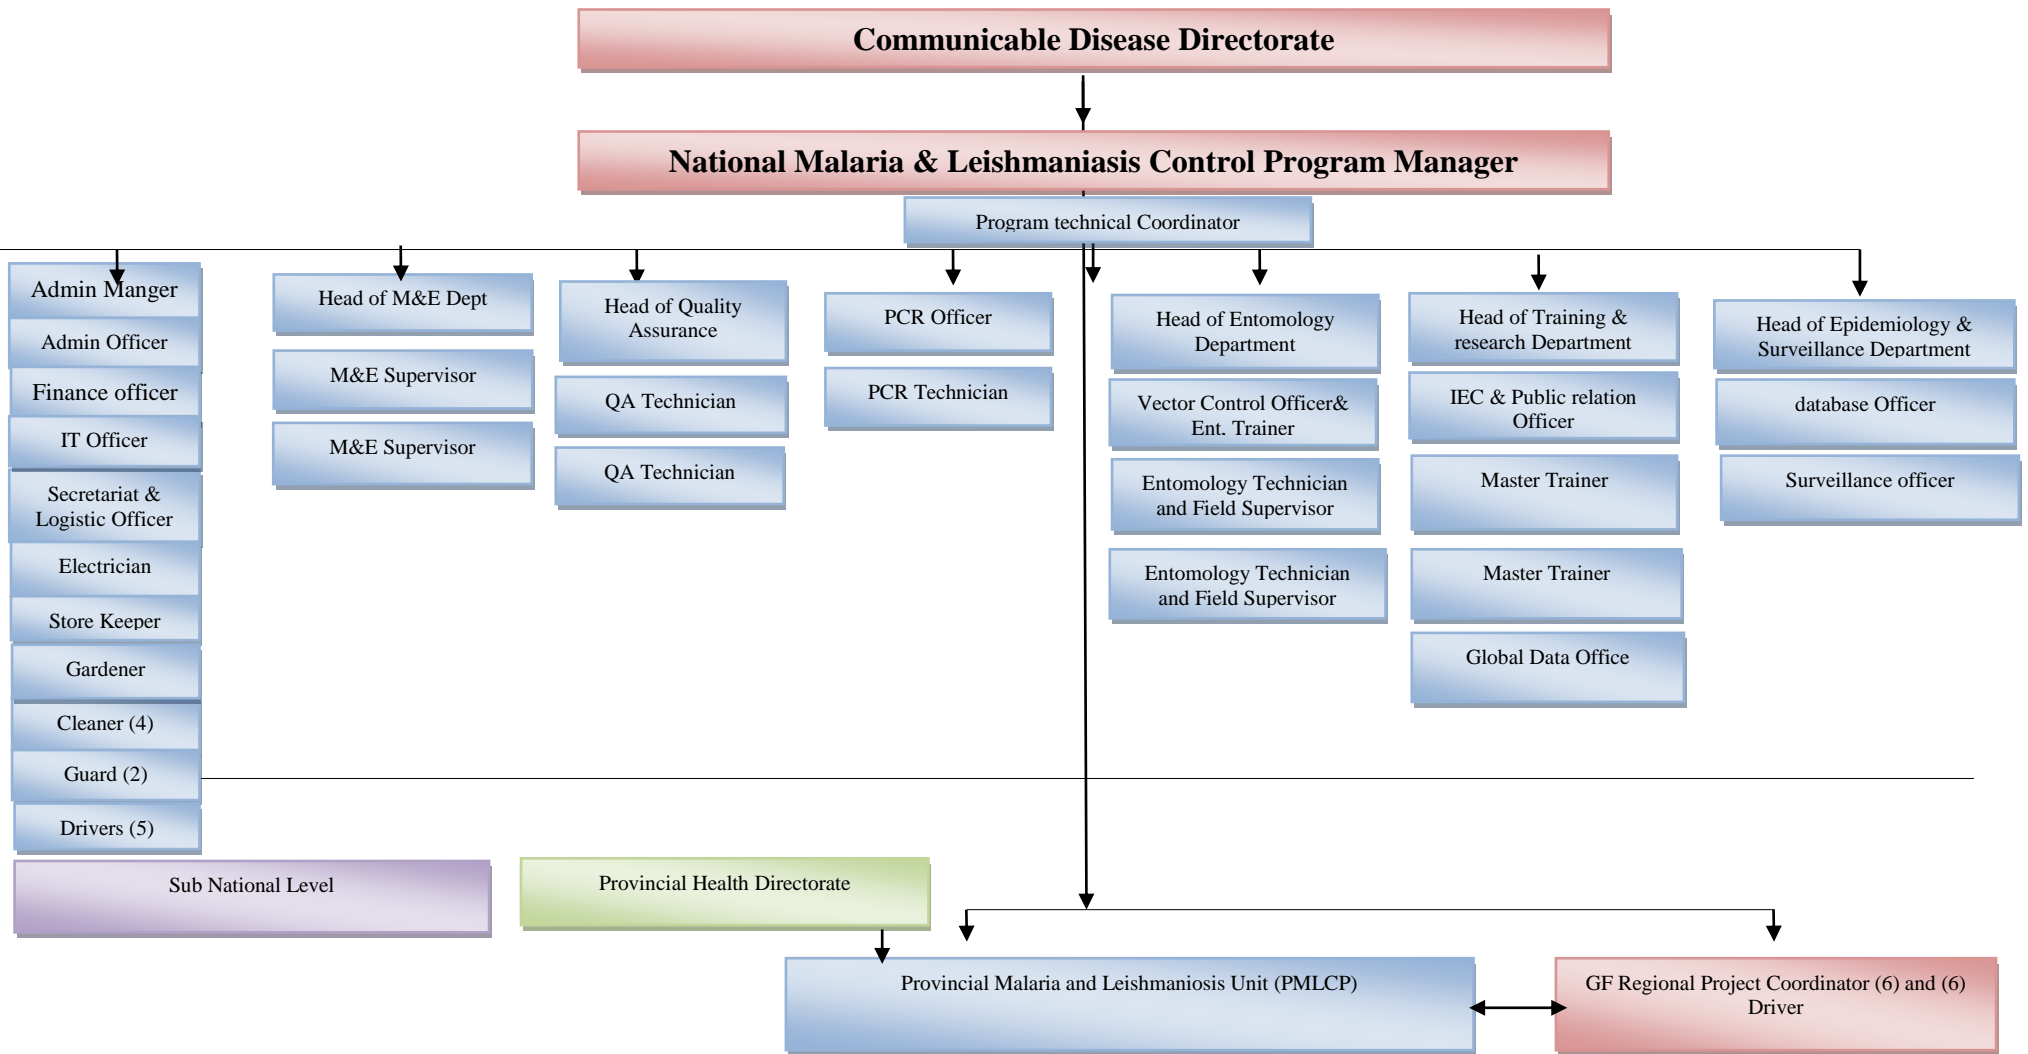 Communicable Disease Directorate
National Malaria & Leishmaniasis Control Program Manager
Program technical Coordinator
Admin Manger
Admin Officer
Finance officer
IT Officer
Secretariat &
Logistic Officer
Electrician
Store Keeper
Gardener
Cleaner (4)
Guard (2)
Drivers (5)
Head of M&E Dept
M&E Supervisor
M&E Supervisor
Head of Quality
Assurance
QA Technician
QA Technician
PCR Officer
PCR Technician
Head of Entomology
Department
Vector Control Officer&
Ent. Trainer
Entomology Technician
and Field Supervisor
Entomology Technician
and Field Supervisor
Head of Training &
research Department
IEC & Public relation
Officer
Master Trainer
Master Trainer
Global Data Office
Head of Epidemiology &
Surveillance Department
database Officer
Surveillance officer
Sub National Level
Provincial Health Directorate
Provincial Malaria and Leishmaniosis Unit (PMLCP)
GF Regional Project Coordinator (6) and (6)
Driver